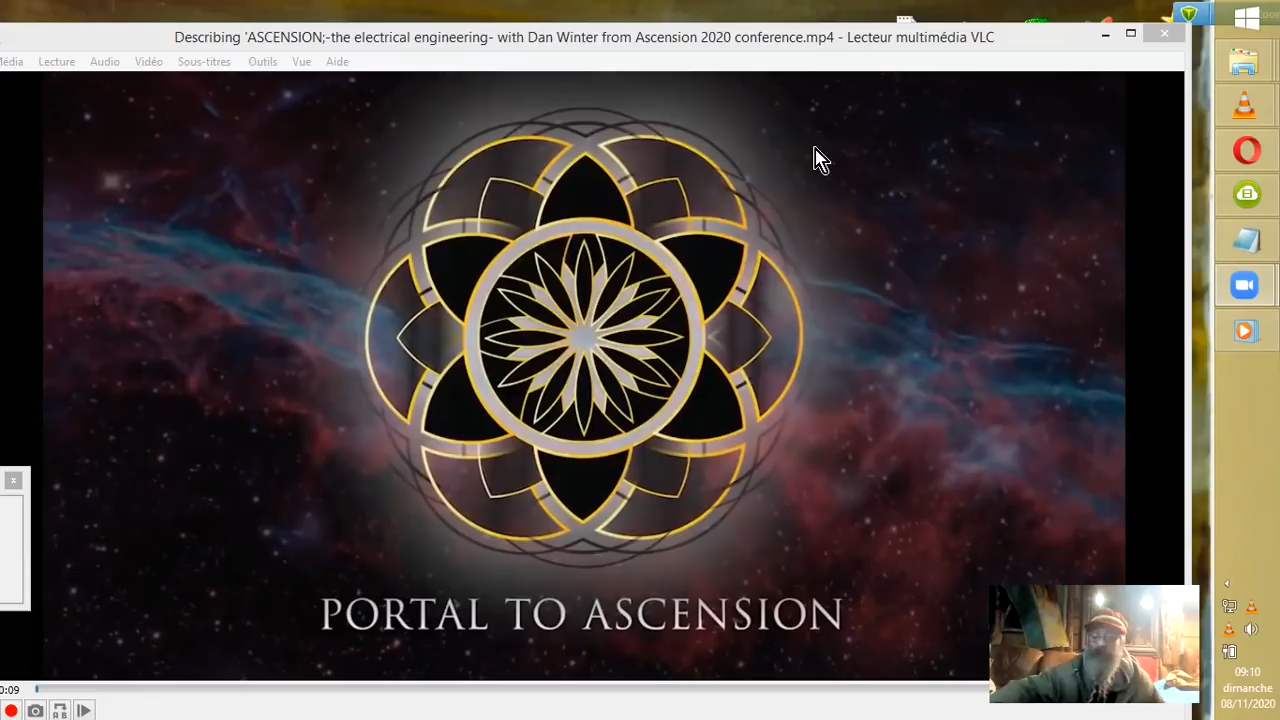 Describing 'ASCENSION;-the electrical engineering- with Dan Winter from Ascension 2020 conference.mp4 - Lecteur multimédia VLC
Média Lecture Audio Vidéo Sous-titres Outils Vue Aide
PORTAL TO ASCENSION
0:09
09:10
dimanche
08/11/2020